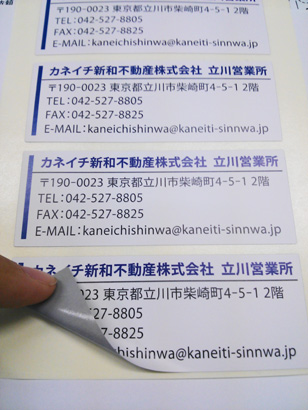 〒190-0023 東京都立川市柴崎町4-5-1 2階
TEL:042-527-8805
FAX:042-527-8825
E-MAIL:kaneichishinwa@kaneiti-sinnwa.jp
カネイチ新和不動産株式会社 立川営業所
〒190-0023 東京都立川市柴崎町4-5-1 2階
TEL:042-527-8805
FAX:042-527-8825
E-MAIL:kaneichishinwa@kaneiti-sinnwa.jp
カネイチ新和不動産株式会社 立川営業所
〒190-0023 東京都立川市柴崎町4-5-1 2階
TEL:042-527-8805
FAX:042-527-8825
E-MAIL:kaneichishinwa@kaneiti-sinnwa.jp
カネイチ新和不動産株式会社 立川営業所
023 東京都立川市柴崎町4-5-1 2階
27-8805
7-8825
hishinwa@kaneiti-sinnwa.jp